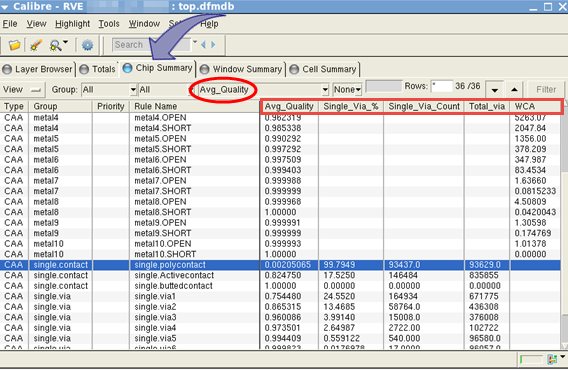 Calibre - RVE : top.dfmdb
File View Highlight Tools Window Help
Search
Layer Browser Totals Chip Summary Window Summary Cell Summary
View Group: All All Avg_Quality None Rows: * 36 /36 Filter
Type Group Priority Rule Name Avg_Quality Single_Via_% Single_Via_Count Total_via WCA
CAA metal4 metal4.OPEN 0.962319 5263.07
CAA metal4 metal4.SHORT 0.985338 2047.84
CAA metal5 metal5.OPEN 0.990292 1356.00
CAA metal5 metal5.SHORT 0.997292 378.209
CAA metal6 metal6.OPEN 0.997509 347.987
CAA metal6 metal6.SHORT 0.999403 83.4534
CAA metal7 metal7.OPEN 0.999988 1.63660
CAA metal7 metal7.SHORT 0.999999 0.0815233
CAA metal8 metal8.OPEN 0.999968 4.50809
CAA metal8 metal8.SHORT 1.00000 0.0420043
CAA metal9 metal9.OPEN 0.999991 1.30598
CAA metal9 metal9.SHORT 0.999999 0.174769
CAA metal10 metal10.OPEN 0.999993 1.01378
CAA metal10 metal10.SHORT 1.00000 0.00000
CAA single.contact single.polycontact 0.00205065 99.7949 93437.0 93629.0
CAA single.contact single.Activecontact 0.824750 17.5250 146484 835855
CAA single.contact single.buttedcontact 1.00000 0.00000 0.00000 0.00000
CAA single.via single.via1 0.754480 24.5520 164934 671775
CAA single.via single.via2 0.865315 13.4685 58764.0 436308
CAA single.via single.via3 0.960086 3.99140 15008.0 376008
CAA single.via single.via4 0.973501 2.64987 2722.00 102722
CAA single.via single.via5 0.994409 0.559122 540.000 96580.0
CAA single.via single.via6 0.999823 0.0176978 17.0000 96057.0